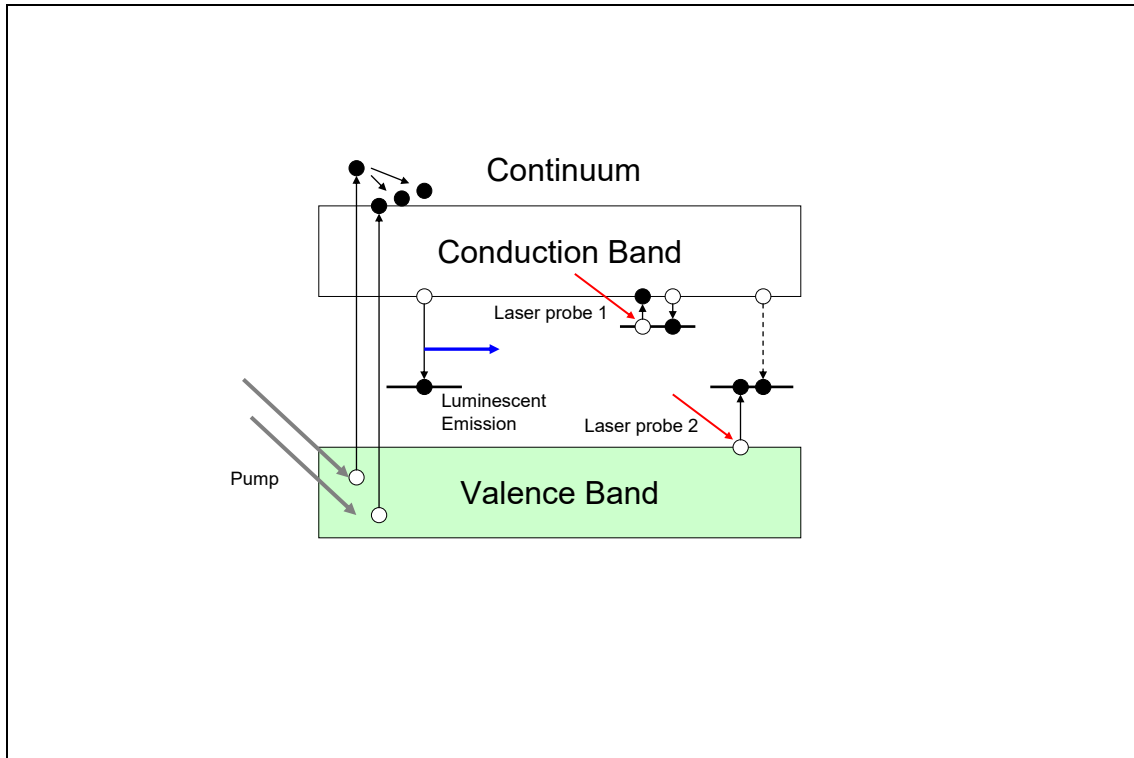 Continuum
Conduction Band
Laser probe 1
Luminescent
Emission
Laser probe 2
Pump
Valence Band